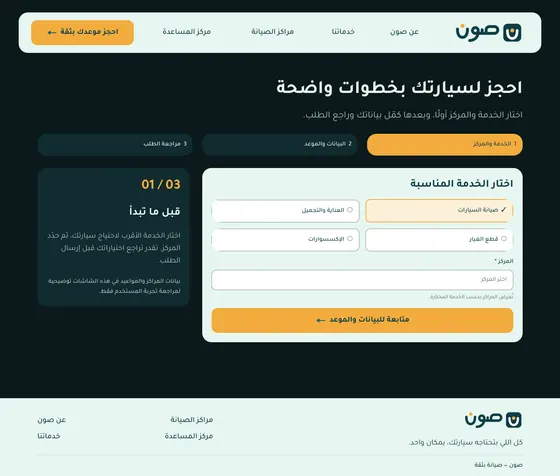 صون
عن صون
خدماتنا
مراكز الصيانة
مركز المساعدة
احجز موعدك بثقة ←
احجز لسيارتك بخطوات واضحة
اختار الخدمة والمركز أولًا، وبعدها كمّل بياناتك وراجع الطلب.
1 الخدمة والمركز
2 البيانات والموعد
3 مراجعة الطلب
اختار الخدمة المناسبة
✓ صيانة السيارات
العناية والتجميل
قطع الغيار
الإكسسوارات
المركز *
اختر المركز
تُعرض المراكز بحسب الخدمة المختارة.
متابعة للبيانات والموعد ←
01 / 03
قبل ما تبدأ
اختار الخدمة الأقرب لاحتياج سيارتك، ثم حدّد
المركز. تقدر تراجع اختياراتك قبل إرسال
الطلب.
بيانات المراكز والمواعيد في هذه الشاشات توضيحية
لمراجعة تجربة المستخدم فقط.
صون
كل اللي بتحتاجه سيارتك، بمكان واحد.
مراكز الصيانة
مركز المساعدة
عن صون
خدماتنا
صون – صيانة بثقة